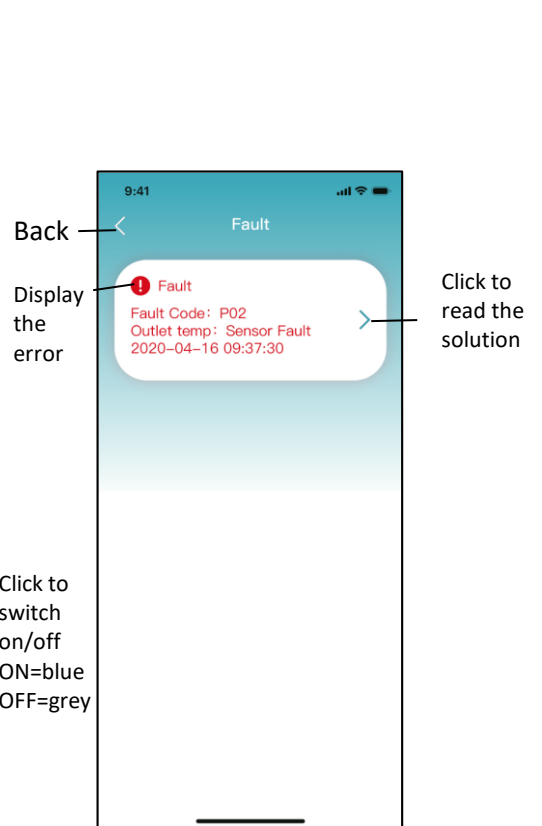 9:41
Back
Fault
Display
the
error
Fault
Fault Code: P02
Outlet temp: Sensor Fault
2020-04-16 09:37:30
Click to
read the
solution
Click to
switch
on/off
ON=blue
OFF=grey